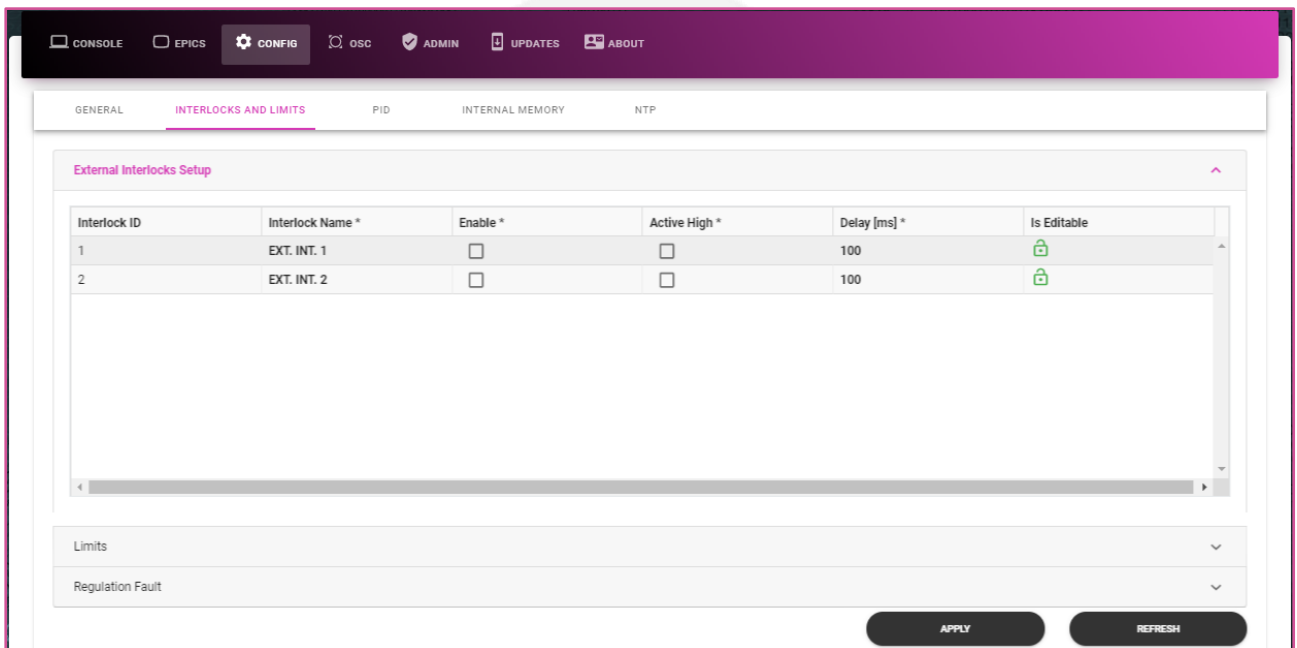 CONSOLE EPICS CONFIG OSC ADMIN UPDATES ABOUT
GENERAL INTERLOCKS AND LIMITS PID INTERNAL MEMORY NTP
External Interlocks Setup
Interlock ID Interlock Name * Enable * Active High * Delay [ms] * Is Editable
1 EXT. INT. 1 100
2 EXT. INT. 2 100
Limits
Regulation Fault
APPLY REFRESH